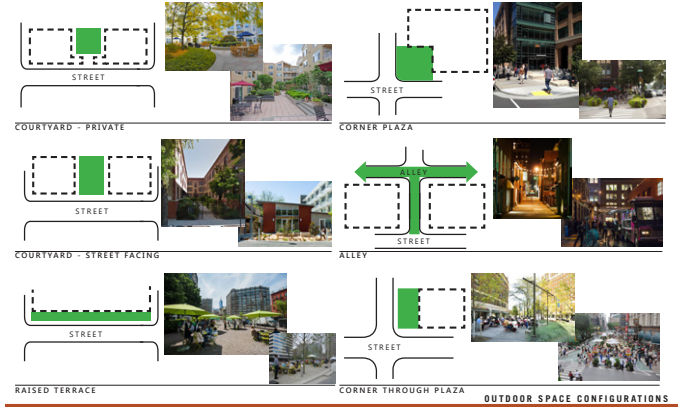 STREET
COURTYARD - PRIVATE
STREET
CORNER PLAZA
STREET
COURTYARD - STREET FACING
ALLEY
STREET
ALLEY
STREET
RAISED TERRACE
STREET
CORNER THROUGH PLAZA
OUTDOOR SPACE CONFIGURATIONS